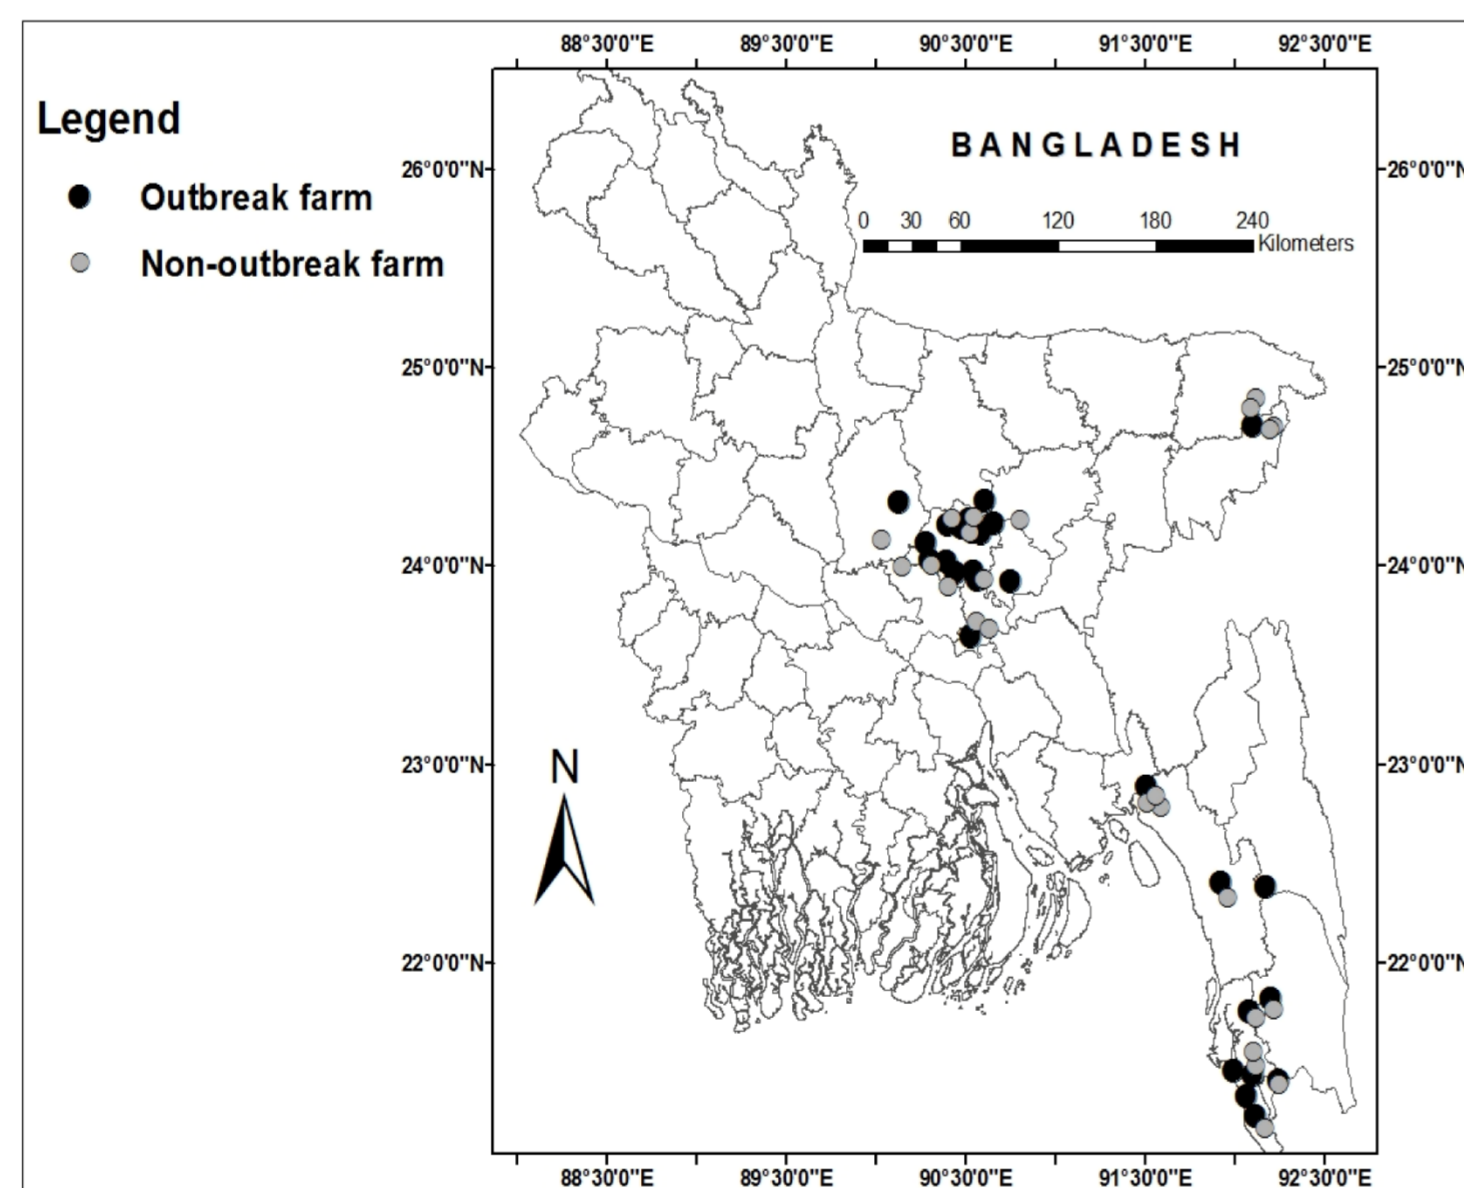 88°30'0"E 89°30'0"E 90°30'0"E 91°30'0"E 92°30'0"E
Legend
Outbreak farm
Non-outbreak farm
BANGLADESH
0 30 60 120 180 240
Kilometers
26°0'0"N 26°0'0"N
25°0'0"N 25°0'0"N
24°0'0"N 24°0'0"N
23°0'0"N 23°0'0"N
N
22°0'0"N 22°0'0"N
88°30'0"E 89°30'0"E 90°30'0"E 91°30'0"E 92°30'0"E